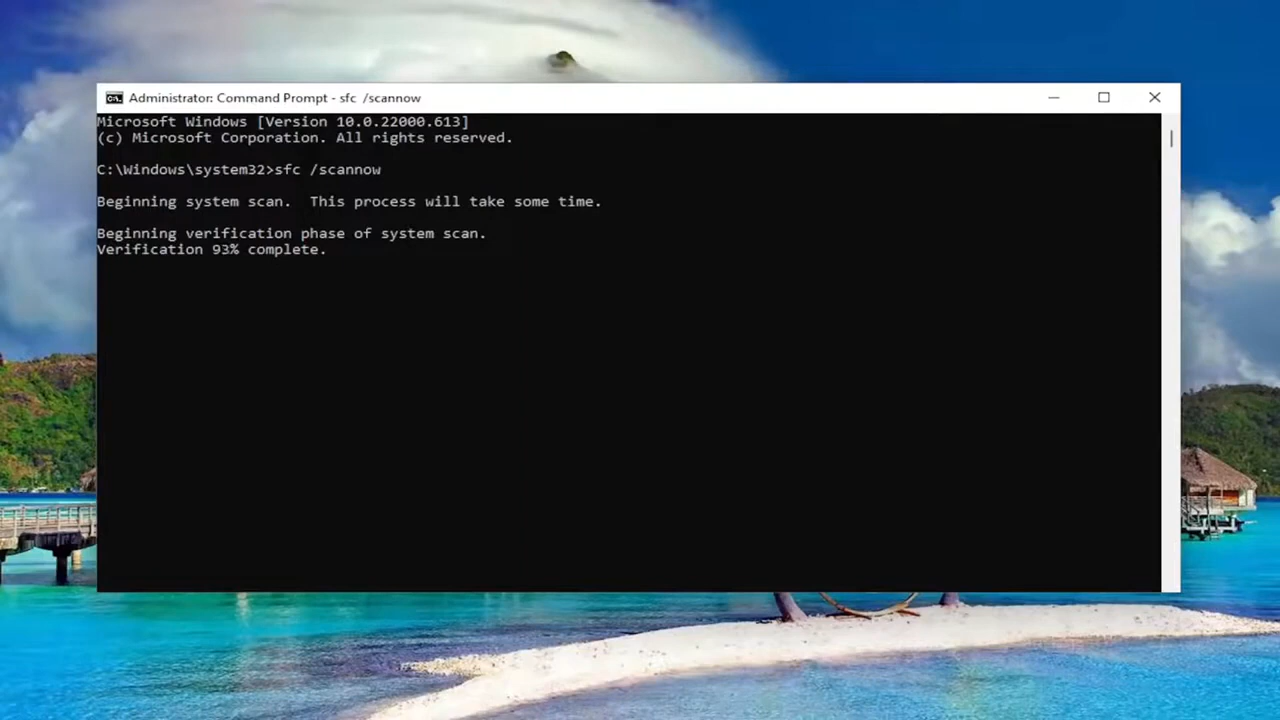 Administrator: Command Prompt - sfc /scannow
Microsoft Windows [Version 10.0.22000.613]
(c) Microsoft Corporation. All rights reserved.
C:\Windows\system32>sfc /scannow
Beginning system scan.  This process will take some time.
Beginning verification phase of system scan.
Verification 93% complete.